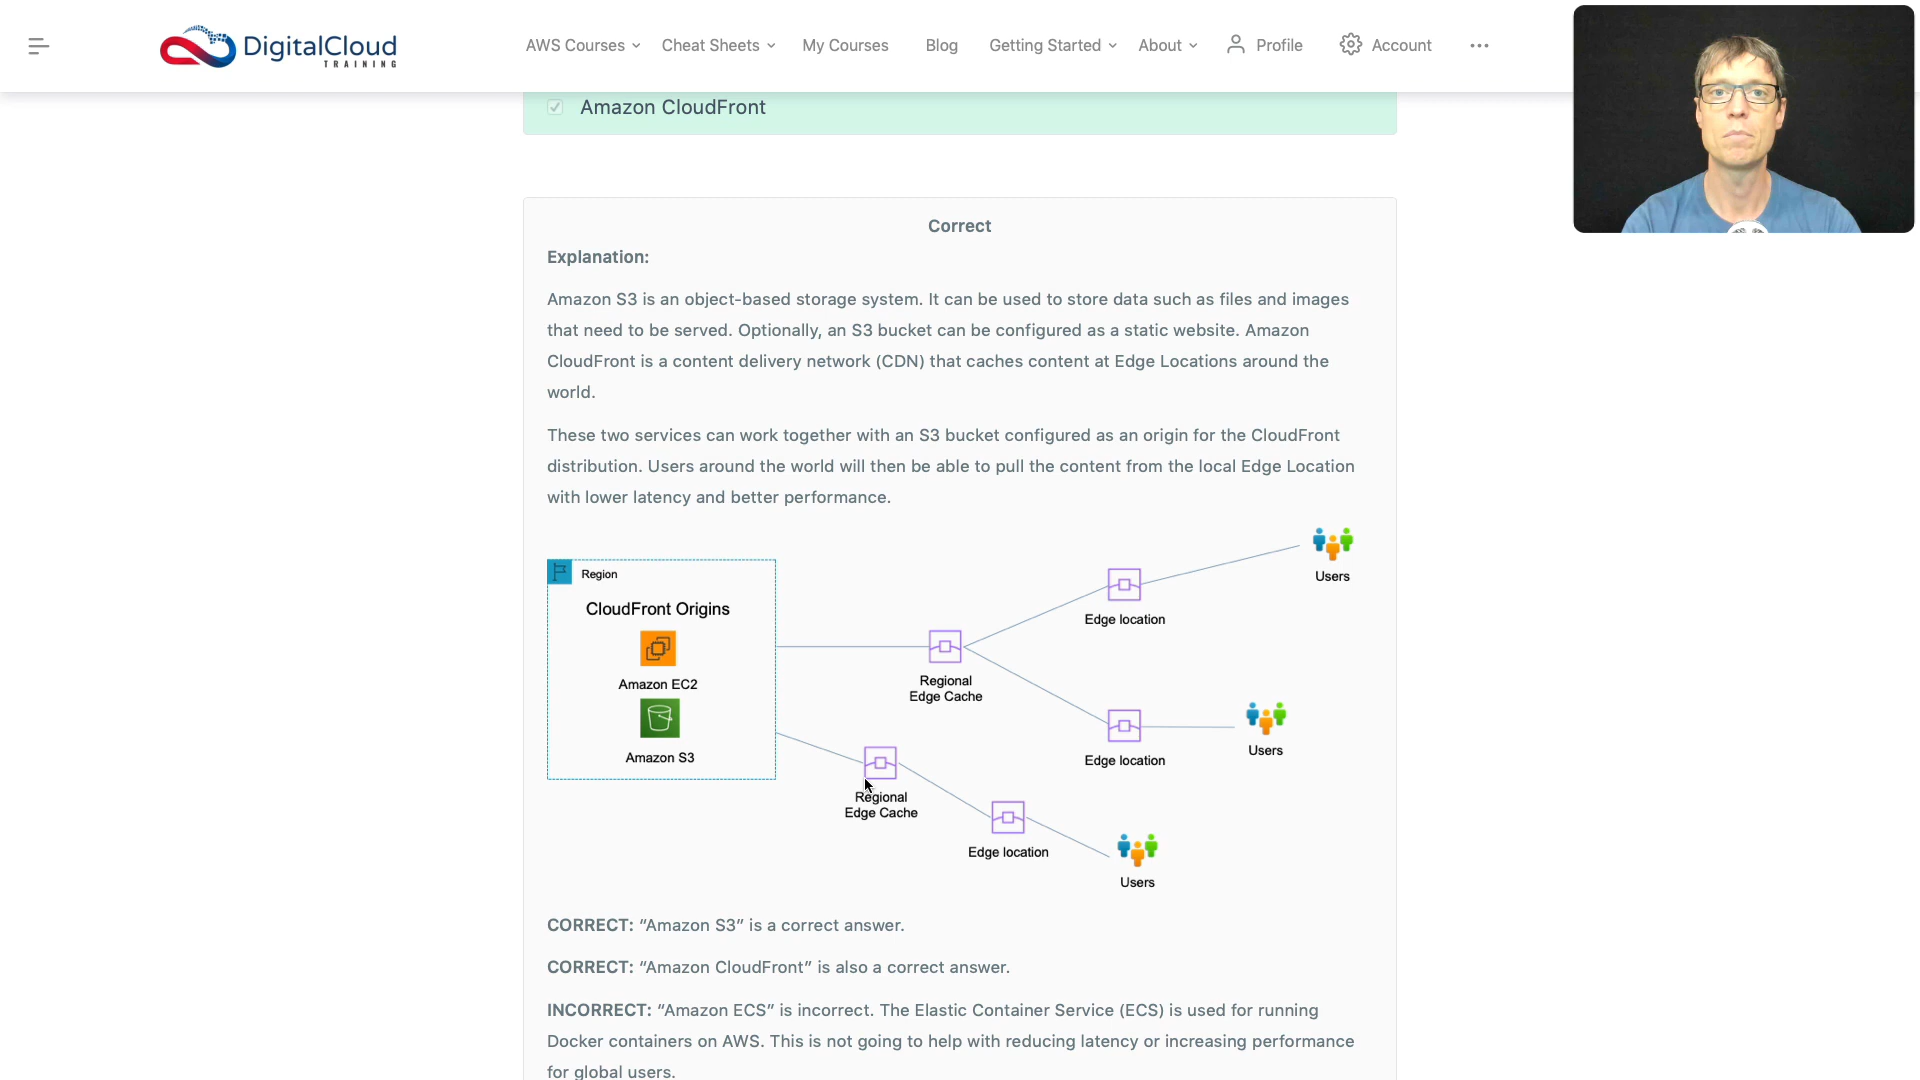 DigitalCloud
TRAINING
AWS Courses
Cheat Sheets
My Courses
Blog
Getting Started
About
Profile
Account
Amazon CloudFront
Correct
Explanation:
Amazon S3 is an object-based storage system. It can be used to store data such as files and images
that need to be served. Optionally, an S3 bucket can be configured as a static website. Amazon
CloudFront is a content delivery network (CDN) that caches content at Edge Locations around the
world.
These two services can work together with an S3 bucket configured as an origin for the CloudFront
distribution. Users around the world will then be able to pull the content from the local Edge Location
with lower latency and better performance.
Region
CloudFront Origins
Amazon EC2
Amazon S3
Regional
Edge Cache
Regional
Edge Cache
Edge location
Users
Edge location
Users
Edge location
Users
CORRECT: “Amazon S3” is a correct answer.
CORRECT: “Amazon CloudFront” is also a correct answer.
INCORRECT: “Amazon ECS” is incorrect. The Elastic Container Service (ECS) is used for running
Docker containers on AWS. This is not going to help with reducing latency or increasing performance
for global users.